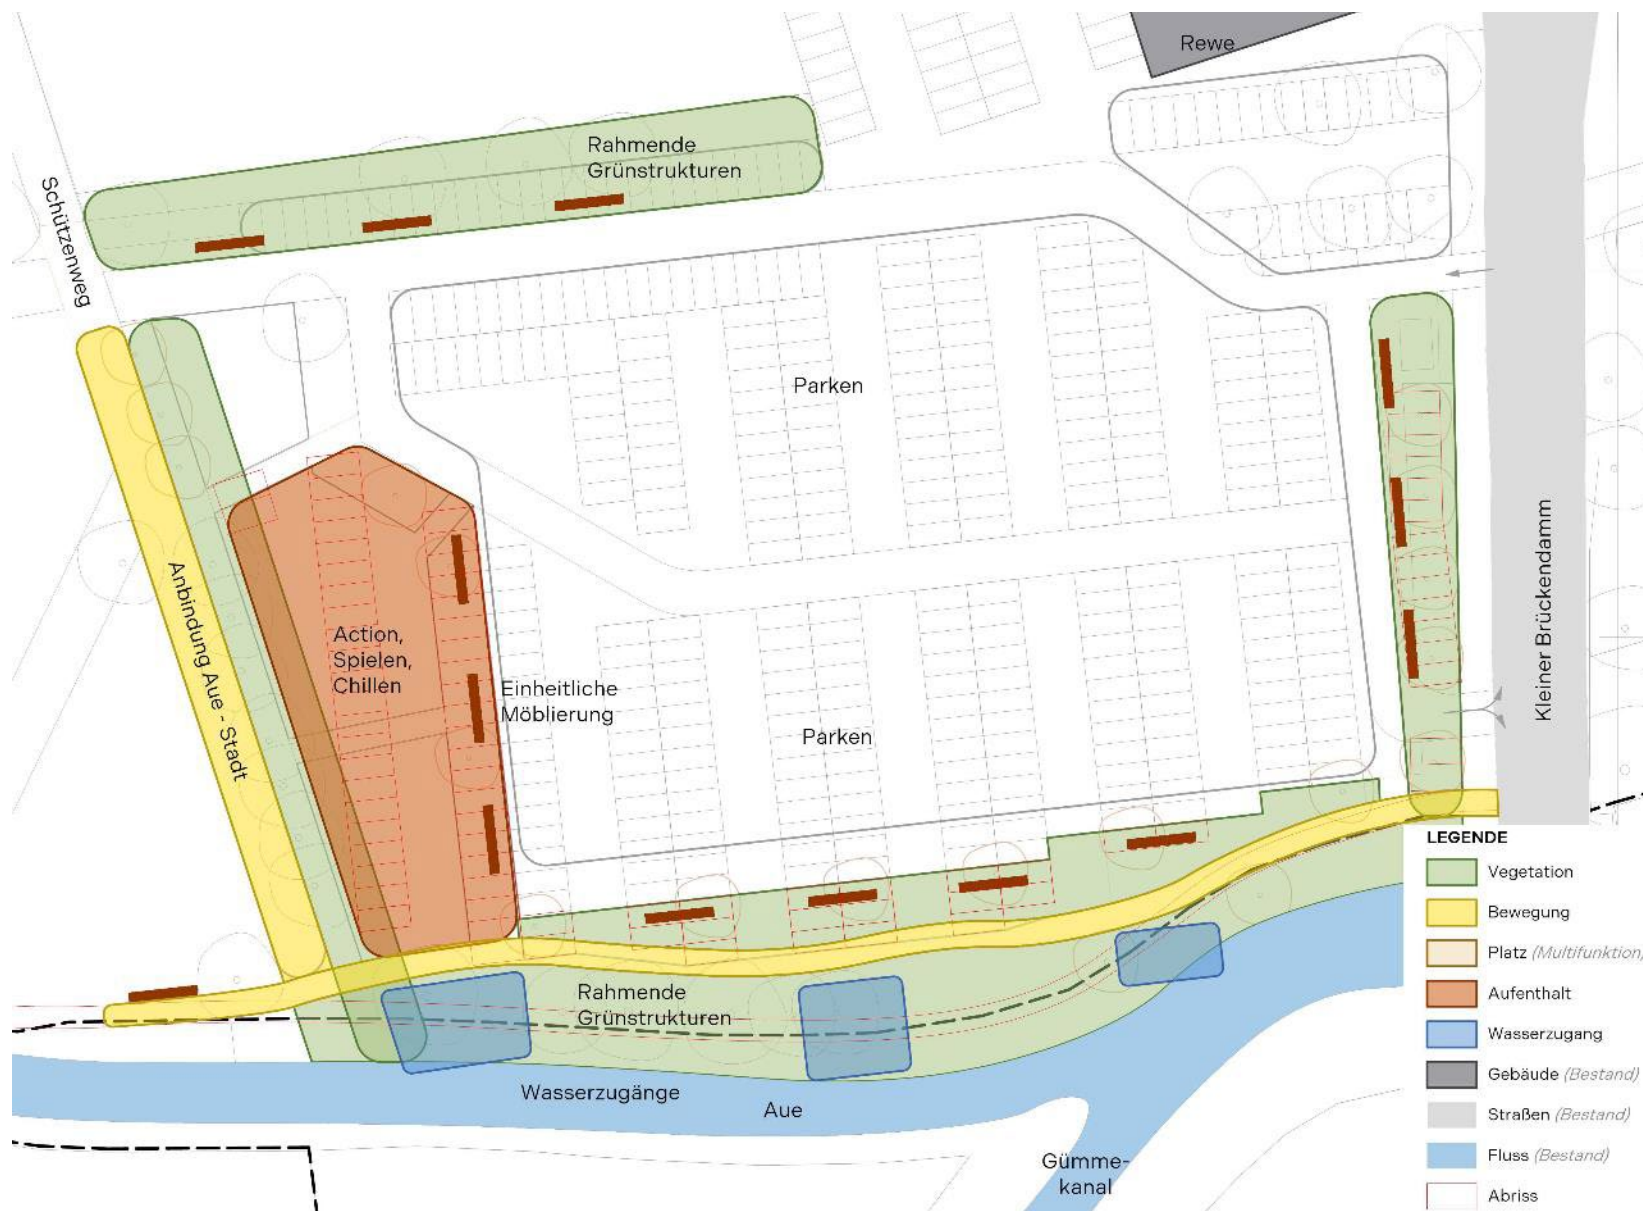 Rewe
Rahmende
Grünstrukturen
Schützenweg
Parken
Anbindung Aue - Stadt
Action,
Spielen,
Chillen
Einheitliche
Möblierung
Parken
Kleiner Brückendamm
Rahmende
Grünstrukturen
Wasserzugänge
Aue
Gümme-
kanal
LEGENDE
Vegetation
Bewegung
Platz (Multifunktion)
Aufenthalt
Wasserzugang
Gebäude (Bestand)
Straßen (Bestand)
Fluss (Bestand)
Abriss